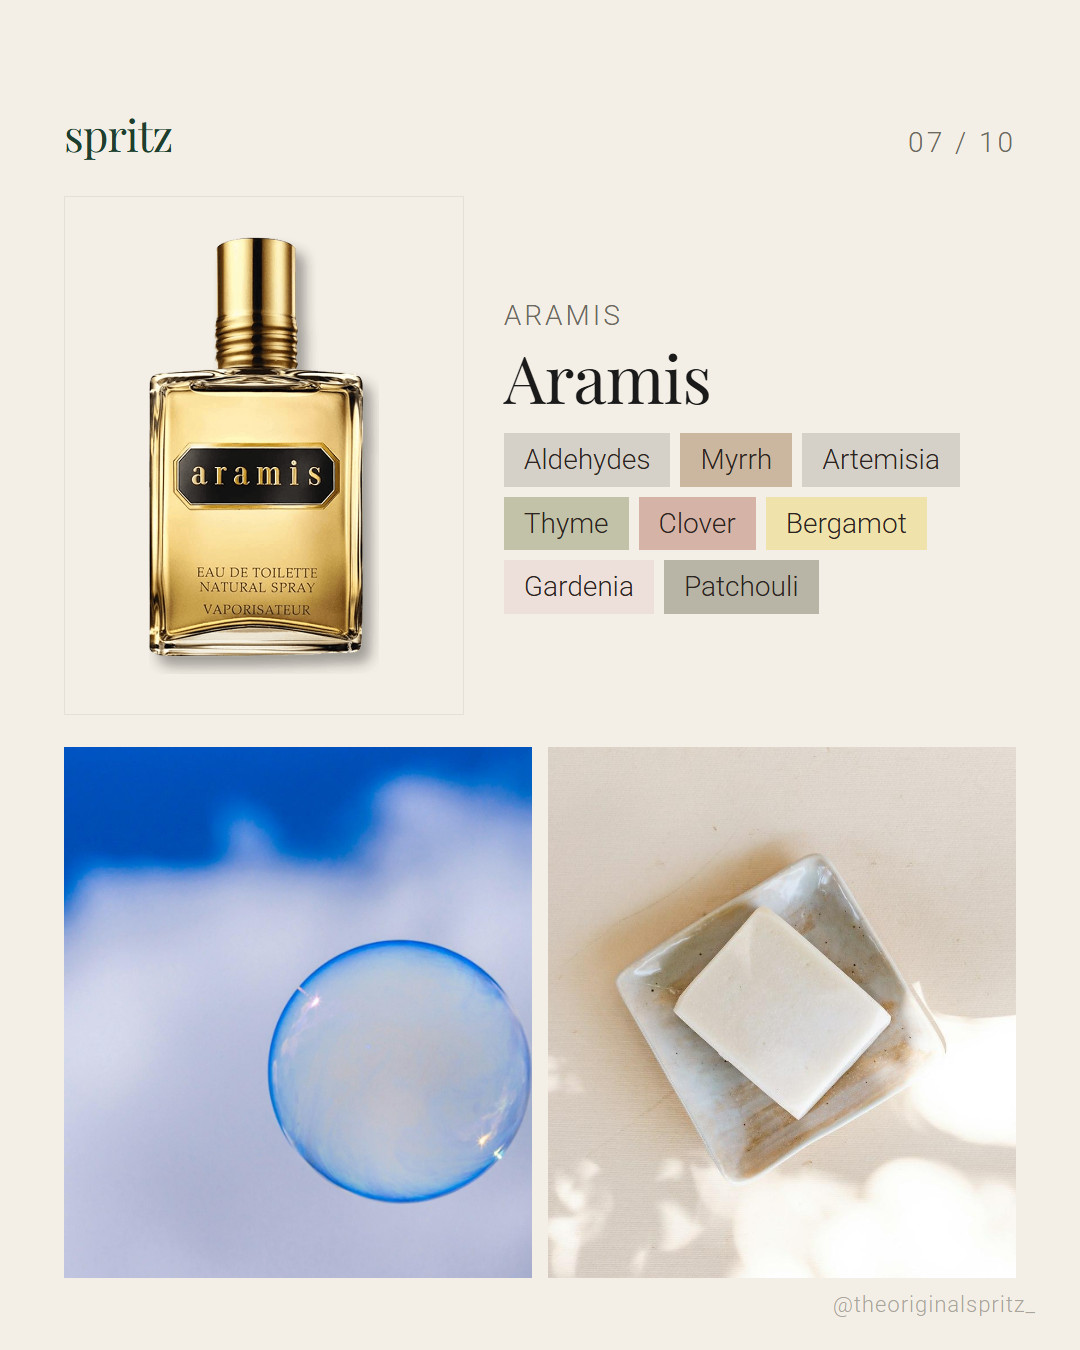 spritz
07 / 10
aramis
EAU DE TOILETTE
NATURAL SPRAY
VAPORISATEUR
ARAMIS
Aramis
Aldehydes Myrrh Artemisia
Thyme Clover Bergamot
Gardenia Patchouli
@theoriginalspritz_